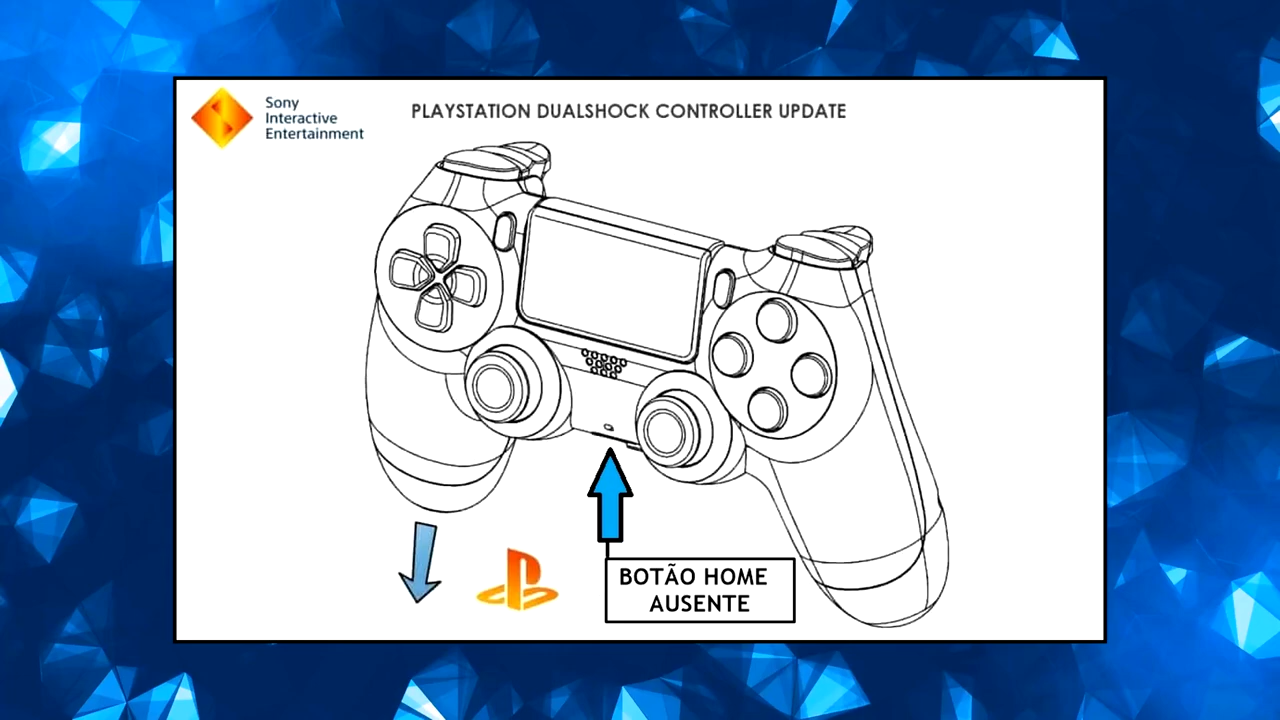 Sony
Interactive
Entertainment
PLAYSTATION DUALSHOCK CONTROLLER UPDATE
BOTÃO HOME
AUSENTE